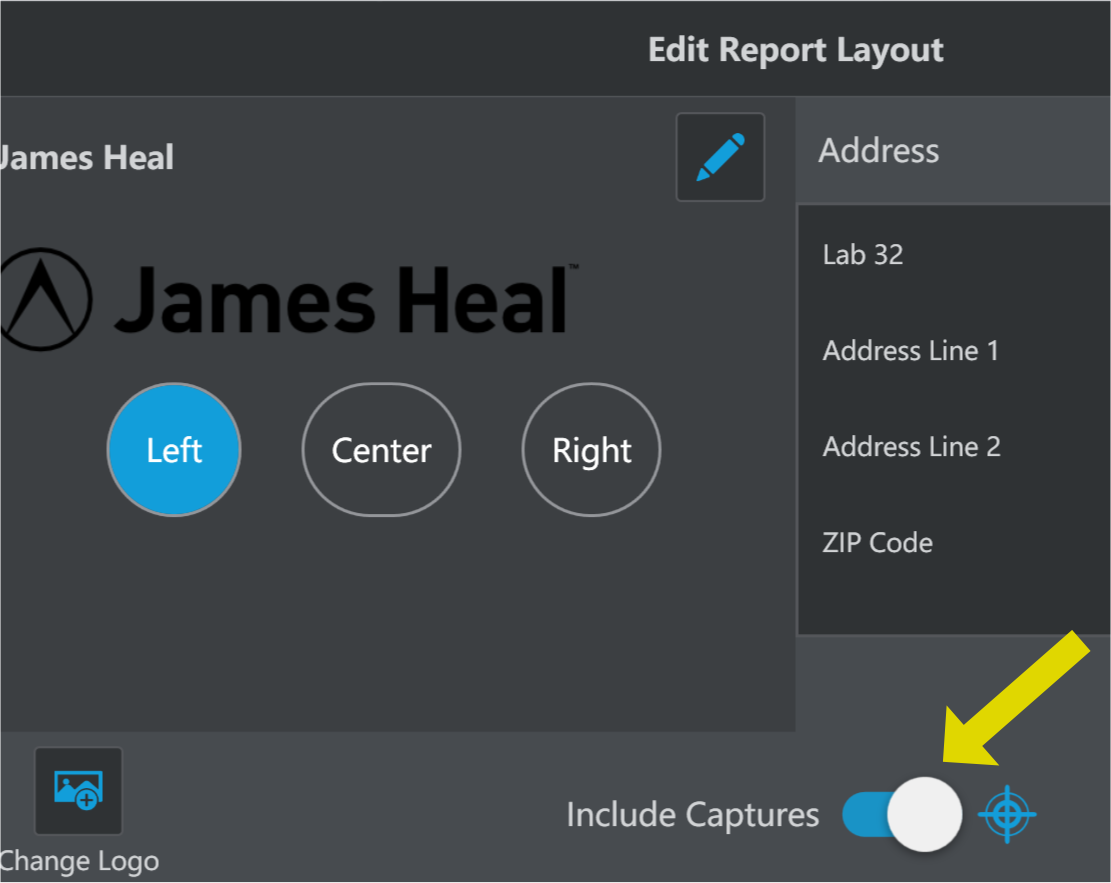 Edit Report Layout
James Heal
Address
James Heal™
Lab 32
Address Line 1
Address Line 2
ZIP Code
Left
Center
Right
Include Captures
Change Logo